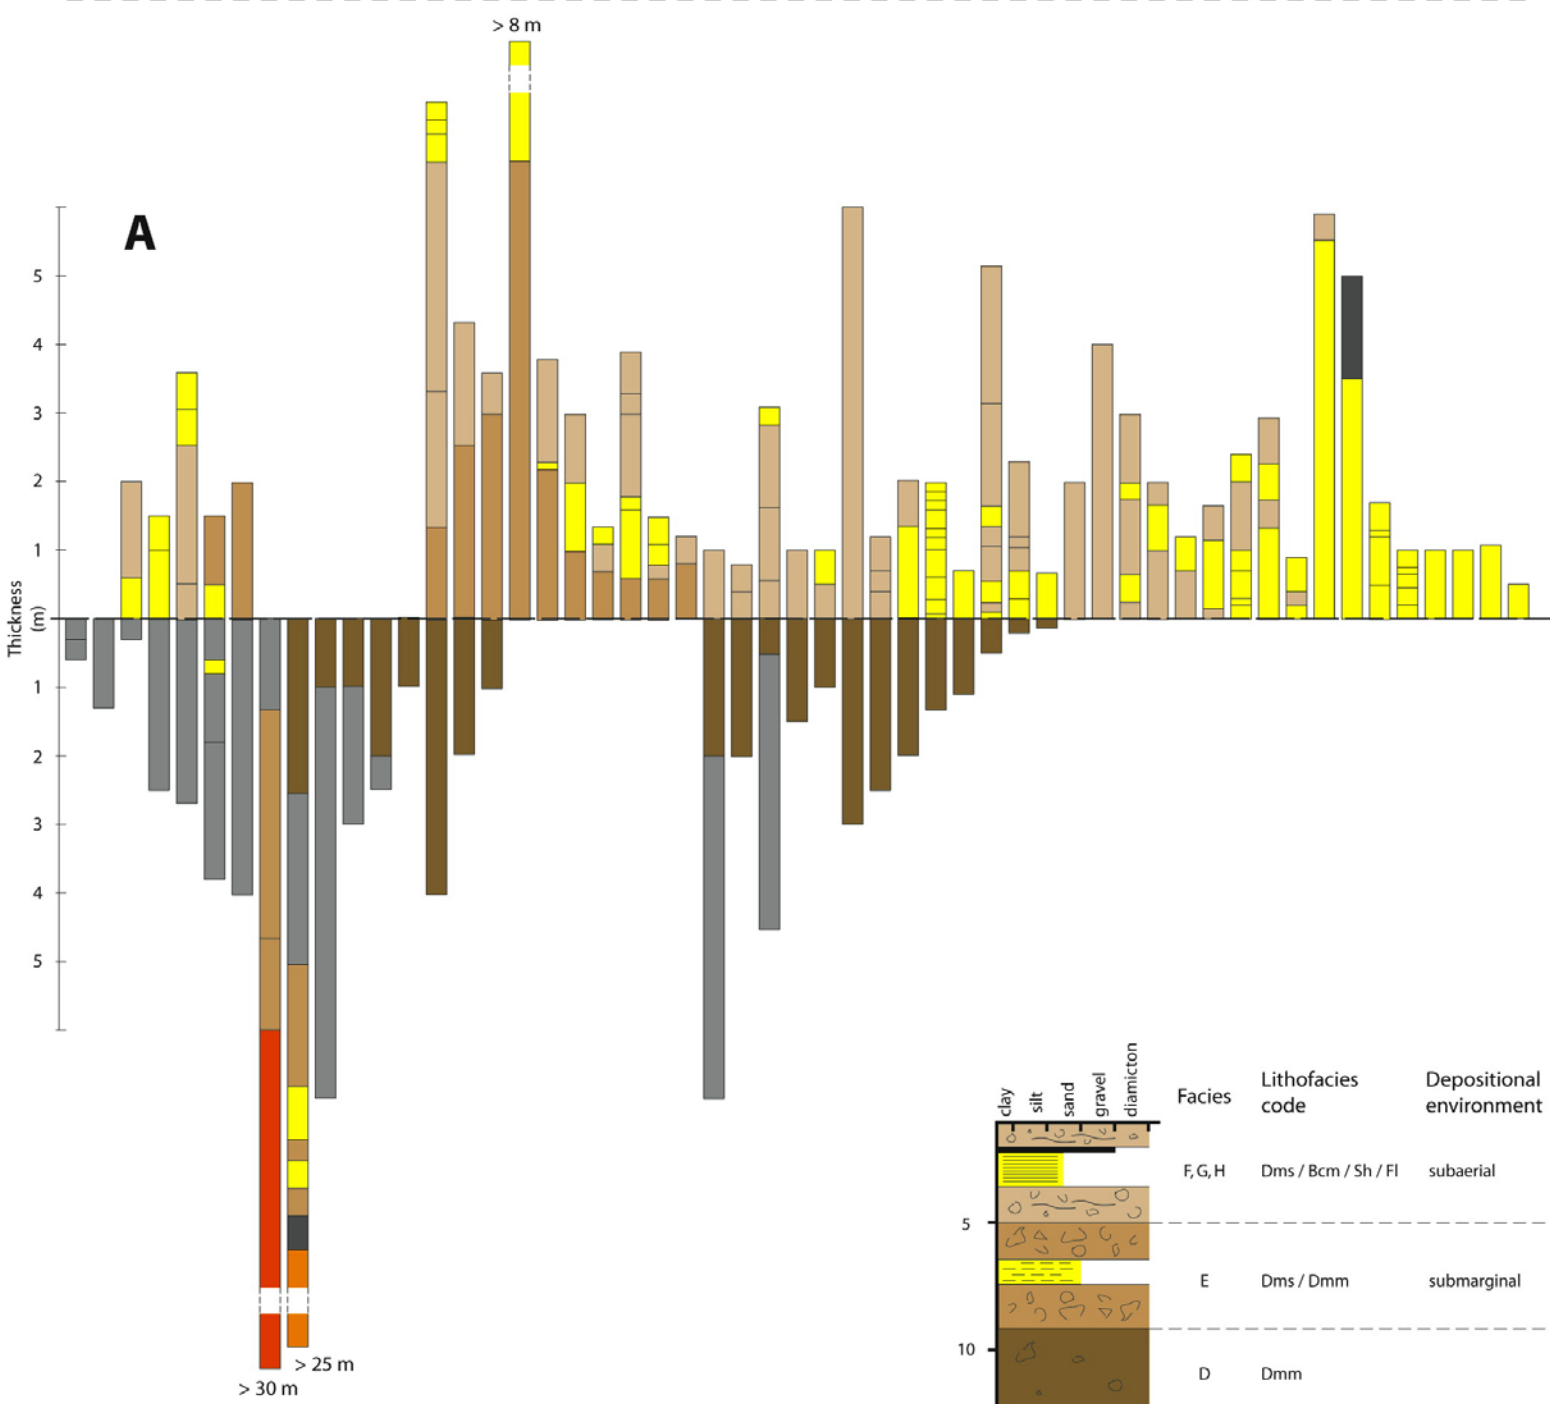 > 8 m
A
5
4
3
2
1
Thickness
(m)
1
2
3
4
5
> 25 m
> 30 m
clay
silt
sand
gravel
diamicton
Facies
Lithofacies
code
Depositional
environment
F, G, H
Dms / Bcm / Sh / Fl
subaerial
5
E
Dms / Dmm
submarginal
10
D
Dmm